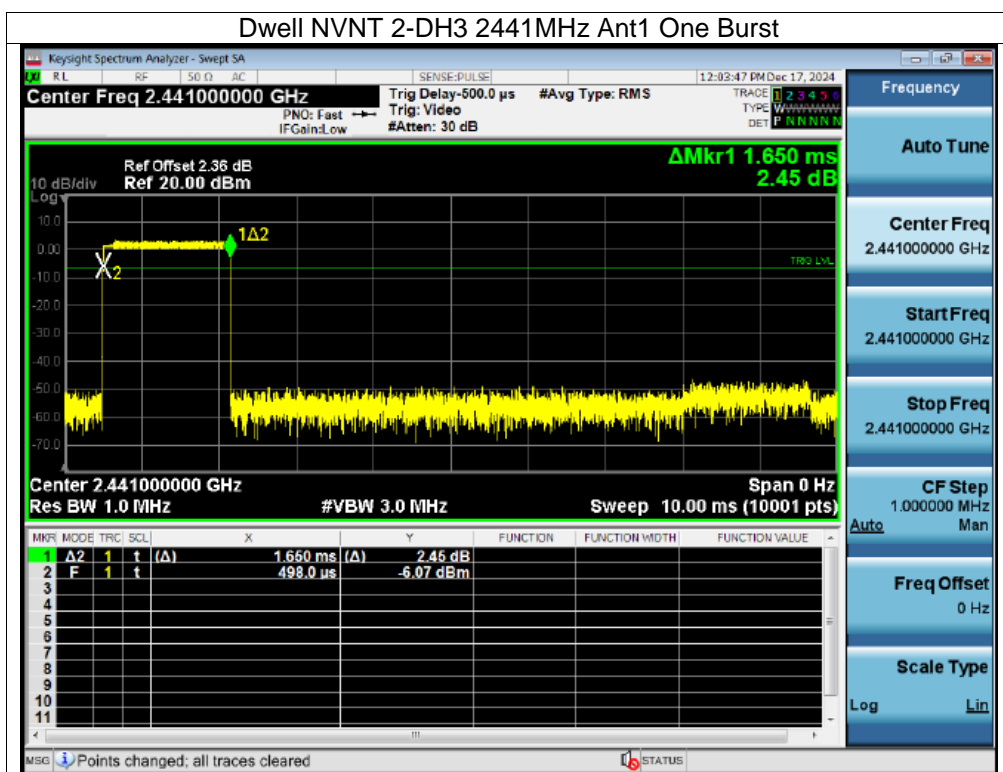 Dwell NVNT 2-DH3 2441MHz Ant1 One Burst
Keysight Spectrum Analyzer - Swept SA
RL RF 50 Ω AC SENSE:PULSE 12:03:47 PM Dec 17, 2024
Center Freq 2.441000000 GHz
PNO: Fast
IFGain:Low
Trig Delay-500.0 µs
Trig: Video
#Atten: 30 dB
#Avg Type: RMS
TRACE 1 2 3 4 5 6
TYPE W
DET P N N N N N
ΔMkr1 1.650 ms
2.45 dB
Ref Offset 2.36 dB
10 dB/div Ref 20.00 dBm
Log
10.0
0.00
-10.0
-20.0
-30.0
-40.0
-50.0
-60.0
-70.0
1Δ2
2
TRIG LVL
Center 2.441000000 GHz Span 0 Hz
Res BW 1.0 MHz #VBW 3.0 MHz Sweep 10.00 ms (10001 pts)
MKR MODE TRC SCL X Y FUNCTION FUNCTION WIDTH FUNCTION VALUE
1 Δ2 1 t (Δ) 1.650 ms (Δ) 2.45 dB
2 F 1 t 498.0 µs -6.07 dBm
3
4
5
6
7
8
9
10
11
MSG Points changed; all traces cleared STATUS
Frequency
Auto Tune
Center Freq
2.441000000 GHz
Start Freq
2.441000000 GHz
Stop Freq
2.441000000 GHz
CF Step
1.000000 MHz
Auto Man
Freq Offset
0 Hz
Scale Type
Log Lin